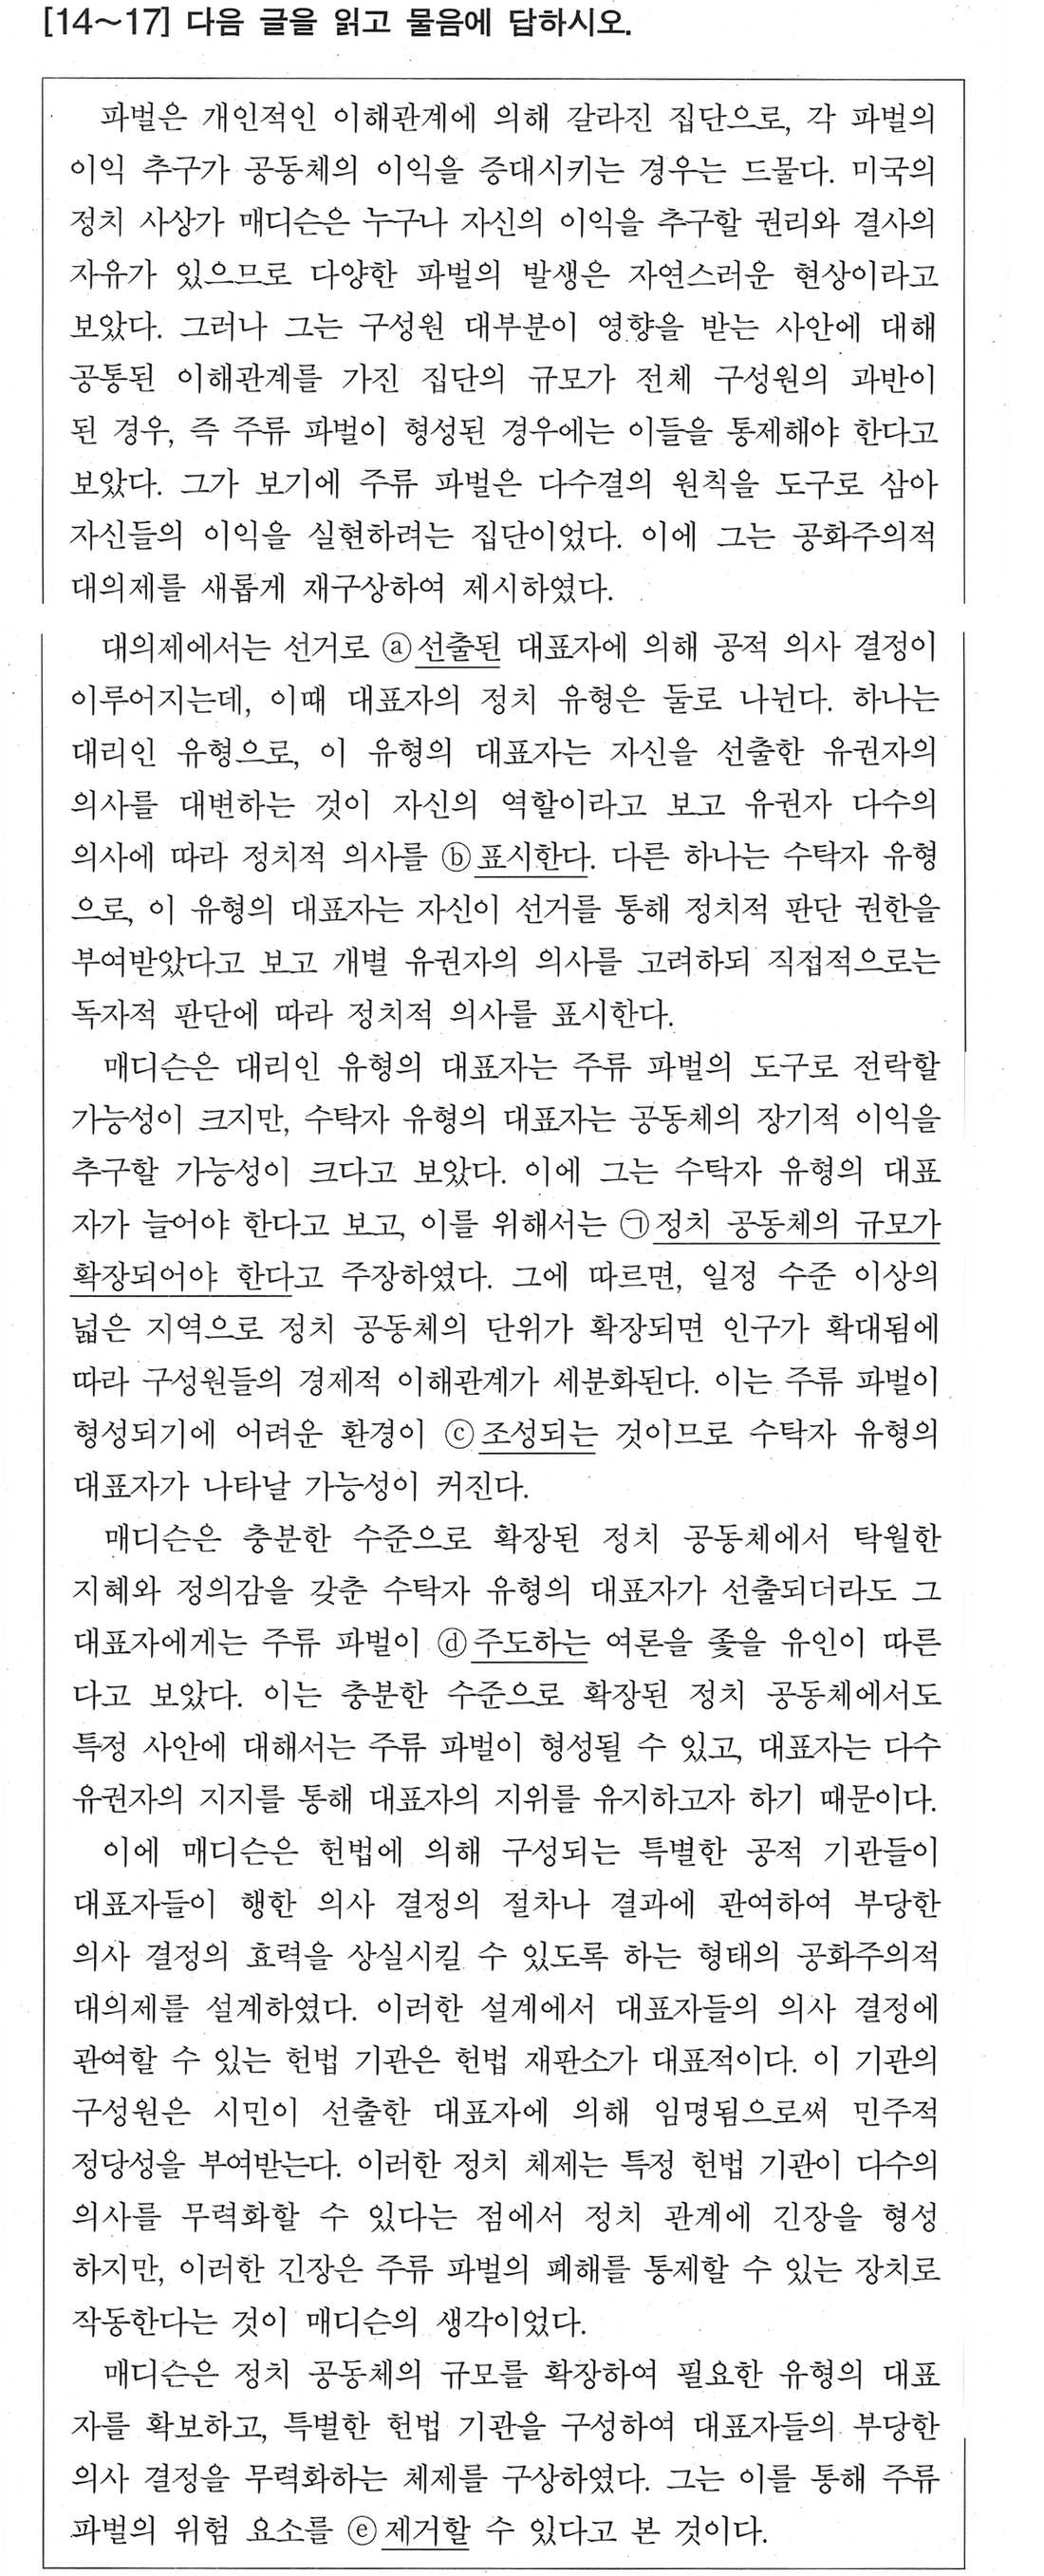 [14～17] 다음 글을 읽고 물음에 답하시오.
파벌은 개인적인 이해관계에 의해 갈라진 집단으로, 각 파벌의
이익 추구가 공동체의 이익을 증대시키는 경우는 드물다. 미국의
정치 사상가 매디슨은 누구나 자신의 이익을 추구할 권리와 결사의
자유가 있으므로 다양한 파벌의 발생은 자연스러운 현상이라고
보았다. 그러나 그는 구성원 대부분이 영향을 받는 사안에 대해
공통된 이해관계를 가진 집단의 규모가 전체 구성원의 과반이
된 경우, 즉 주류 파벌이 형성된 경우에는 이들을 통제해야 한다고
보았다. 그가 보기에 주류 파벌은 다수결의 원칙을 도구로 삼아
자신들의 이익을 실현하려는 집단이었다. 이에 그는 공화주의적
대의제를 새롭게 재구상하여 제시하였다.
대의제에서는 선거로 ⓐ선출된 대표자에 의해 공적 의사 결정이
이루어지는데, 이때 대표자의 정치 유형은 둘로 나뉜다. 하나는
대리인 유형으로, 이 유형의 대표자는 자신을 선출한 유권자의
의사를 대변하는 것이 자신의 역할이라고 보고 유권자 다수의
의사에 따라 정치적 의사를 ⓑ표시한다. 다른 하나는 수탁자 유형
으로, 이 유형의 대표자는 자신이 선거를 통해 정치적 판단 권한을
부여받았다고 보고 개별 유권자의 의사를 고려하되 직접적으로는
독자적 판단에 따라 정치적 의사를 표시한다.
매디슨은 대리인 유형의 대표자는 주류 파벌의 도구로 전락할
가능성이 크지만, 수탁자 유형의 대표자는 공동체의 장기적 이익을
추구할 가능성이 크다고 보았다. 이에 그는 수탁자 유형의 대표
자가 늘어야 한다고 보고, 이를 위해서는 ㉠정치 공동체의 규모가
확장되어야 한다고 주장하였다. 그에 따르면, 일정 수준 이상의
넓은 지역으로 정치 공동체의 단위가 확장되면 인구가 확대됨에
따라 구성원들의 경제적 이해관계가 세분화된다. 이는 주류 파벌이
형성되기에 어려운 환경이 ⓒ조성되는 것이므로 수탁자 유형의
대표자가 나타날 가능성이 커진다.
매디슨은 충분한 수준으로 확장된 정치 공동체에서 탁월한
지혜와 정의감을 갖춘 수탁자 유형의 대표자가 선출되더라도 그
대표자에게는 주류 파벌이 ⓓ주도하는 여론을 좇을 유인이 따른
다고 보았다. 이는 충분한 수준으로 확장된 정치 공동체에서도
특정 사안에 대해서는 주류 파벌이 형성될 수 있고, 대표자는 다수
유권자의 지지를 통해 대표자의 지위를 유지하고자 하기 때문이다.
이에 매디슨은 헌법에 의해 구성되는 특별한 공적 기관들이
대표자들이 행한 의사 결정의 절차나 결과에 관여하여 부당한
의사 결정의 효력을 상실시킬 수 있도록 하는 형태의 공화주의적
대의제를 설계하였다. 이러한 설계에서 대표자들의 의사 결정에
관여할 수 있는 헌법 기관은 헌법 재판소가 대표적이다. 이 기관의
구성원은 시민이 선출한 대표자에 의해 임명됨으로써 민주적
정당성을 부여받는다. 이러한 정치 체제는 특정 헌법 기관이 다수의
의사를 무력화할 수 있다는 점에서 정치 관계에 긴장을 형성
하지만, 이러한 긴장은 주류 파벌의 폐해를 통제할 수 있는 장치로
작동한다는 것이 매디슨의 생각이었다.
매디슨은 정치 공동체의 규모를 확장하여 필요한 유형의 대표
자를 확보하고, 특별한 헌법 기관을 구성하여 대표자들의 부당한
의사 결정을 무력화하는 체제를 구상하였다. 그는 이를 통해 주류
파벌의 위험 요소를 ⓔ제거할 수 있다고 본 것이다.